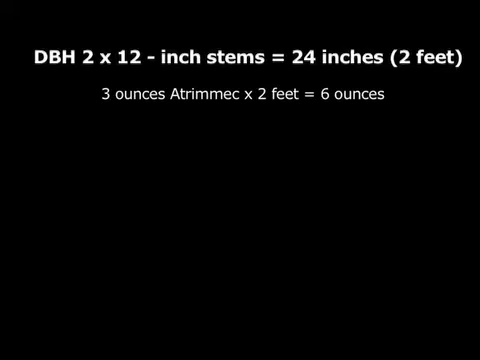 DBH 2 x 12 - inch stems = 24 inches (2 feet)
3 ounces Atrimmec x 2 feet = 6 ounces